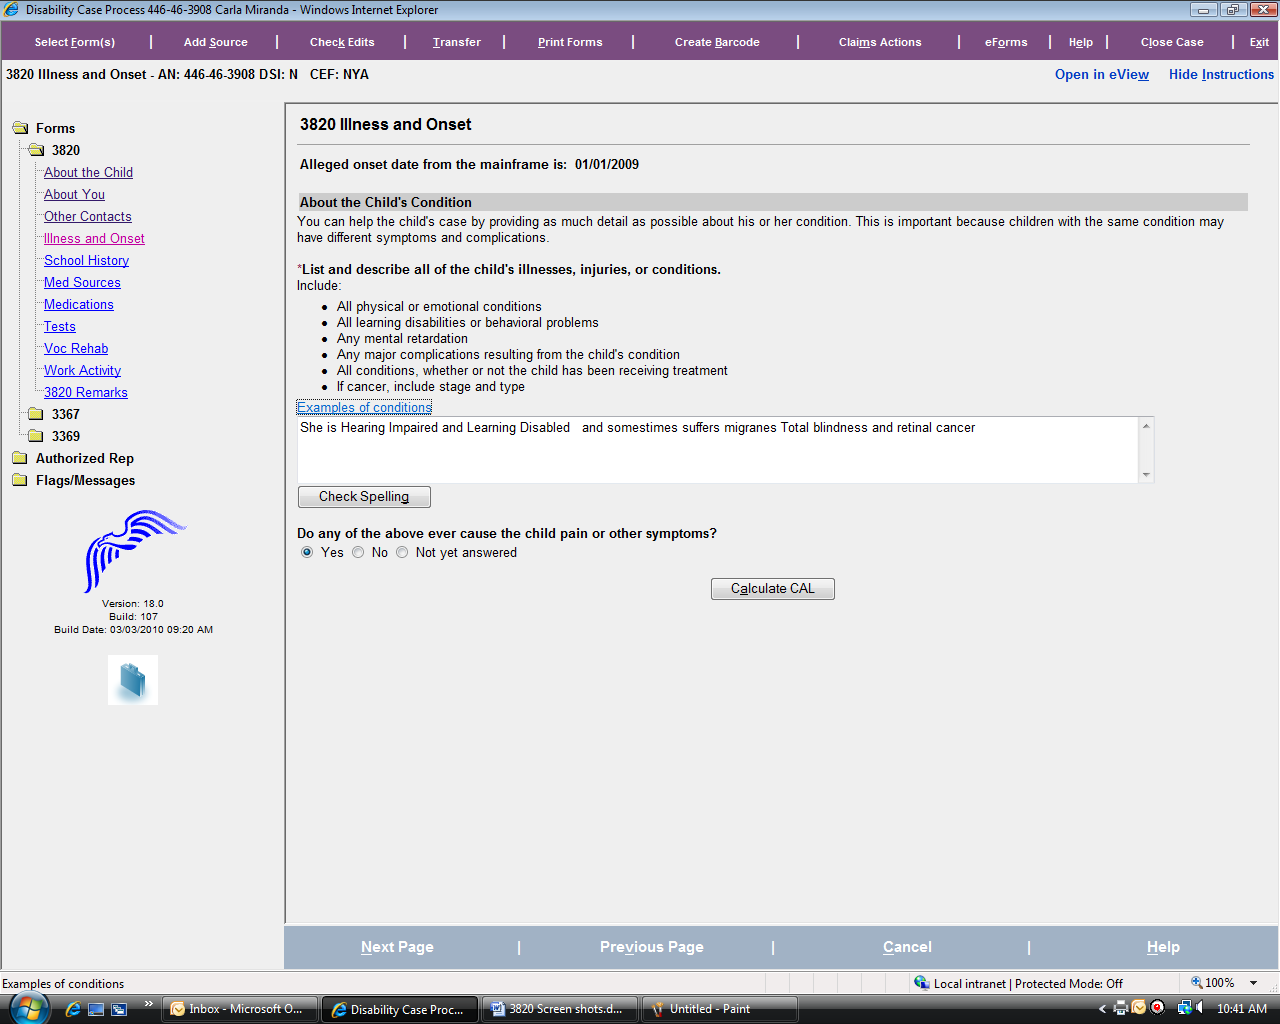 Disability Case Process 446-46-3908 Carla Miranda - Windows Internet Explorer
Select Form(s) | Add Source | Check Edits | Transfer | Print Forms | Create Barcode | Claims Actions | eForms | Help | Close Case | Exit
3820 Illness and Onset - AN: 446-46-3908 DSI: N CEF: NYA
Open in eView Hide Instructions
Forms
3820
About the Child
About You
Other Contacts
Illness and Onset
School History
Med Sources
Medications
Tests
Voc Rehab
Work Activity
3820 Remarks
3367
3369
Authorized Rep
Flags/Messages
Version: 18.0
Build: 107
Build Date: 03/03/2010 09:20 AM
3820 Illness and Onset
Alleged onset date from the mainframe is: 01/01/2009
About the Child's Condition
You can help the child's case by providing as much detail as possible about his or her condition. This is important because children with the same condition may
have different symptoms and complications.
*List and describe all of the child's illnesses, injuries, or conditions.
Include:
• All physical or emotional conditions
• All learning disabilities or behavioral problems
• Any mental retardation
• Any major complications resulting from the child's condition
• All conditions, whether or not the child has been receiving treatment
• If cancer, include stage and type
Examples of conditions
She is Hearing Impaired and Learning Disabled and somestimes suffers migranes Total blindness and retinal cancer
Check Spelling
Do any of the above ever cause the child pain or other symptoms?
Yes No Not yet answered
Calculate CAL
Next Page | Previous Page | Cancel | Help
Examples of conditions
Local intranet | Protected Mode: Off
100%
Inbox - Microsoft O...
Disability Case Proc...
3820 Screen shots.d...
Untitled - Paint
10:41 AM